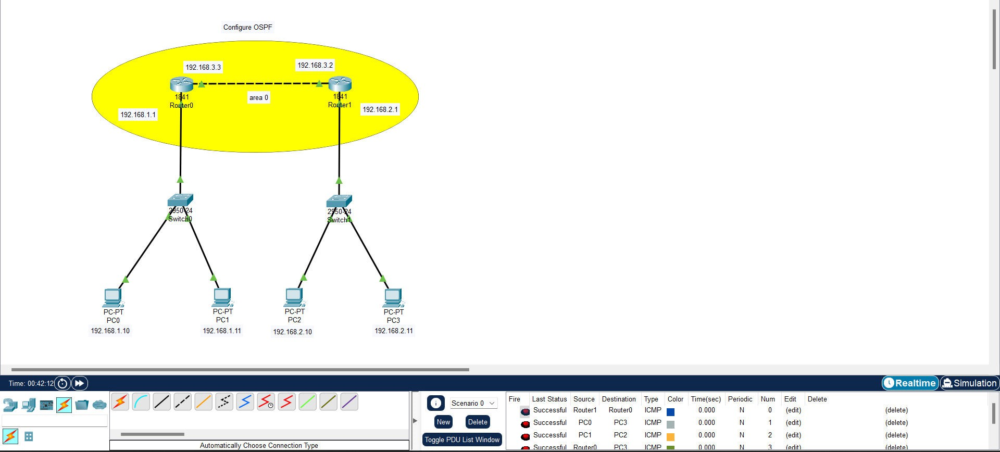 Configure OSPF
192.168.3.3
192.168.3.2
area 0
1841
Router0
1841
Router1
192.168.1.1
192.168.2.1
2950-24
Switch0
2950-24
Switch1
PC-PT
PC0
PC-PT
PC1
PC-PT
PC2
PC-PT
PC3
192.168.1.10
192.168.1.11
192.168.2.10
192.168.2.11
Time: 00:42:12
Realtime
Simulation
Automatically Choose Connection Type
Scenario 0
New
Delete
Toggle PDU List Window
Fire Last Status Source Destination Type Color Time(sec) Periodic Num Edit Delete
Successful Router1 Router0 ICMP 0.000 N 0 (edit) (delete)
Successful PC0 PC3 ICMP 0.000 N 1 (edit) (delete)
Successful PC1 PC2 ICMP 0.000 N 2 (edit) (delete)
Successful Router0 PC3 ICMP 0.000 N 3 (edit) (delete)